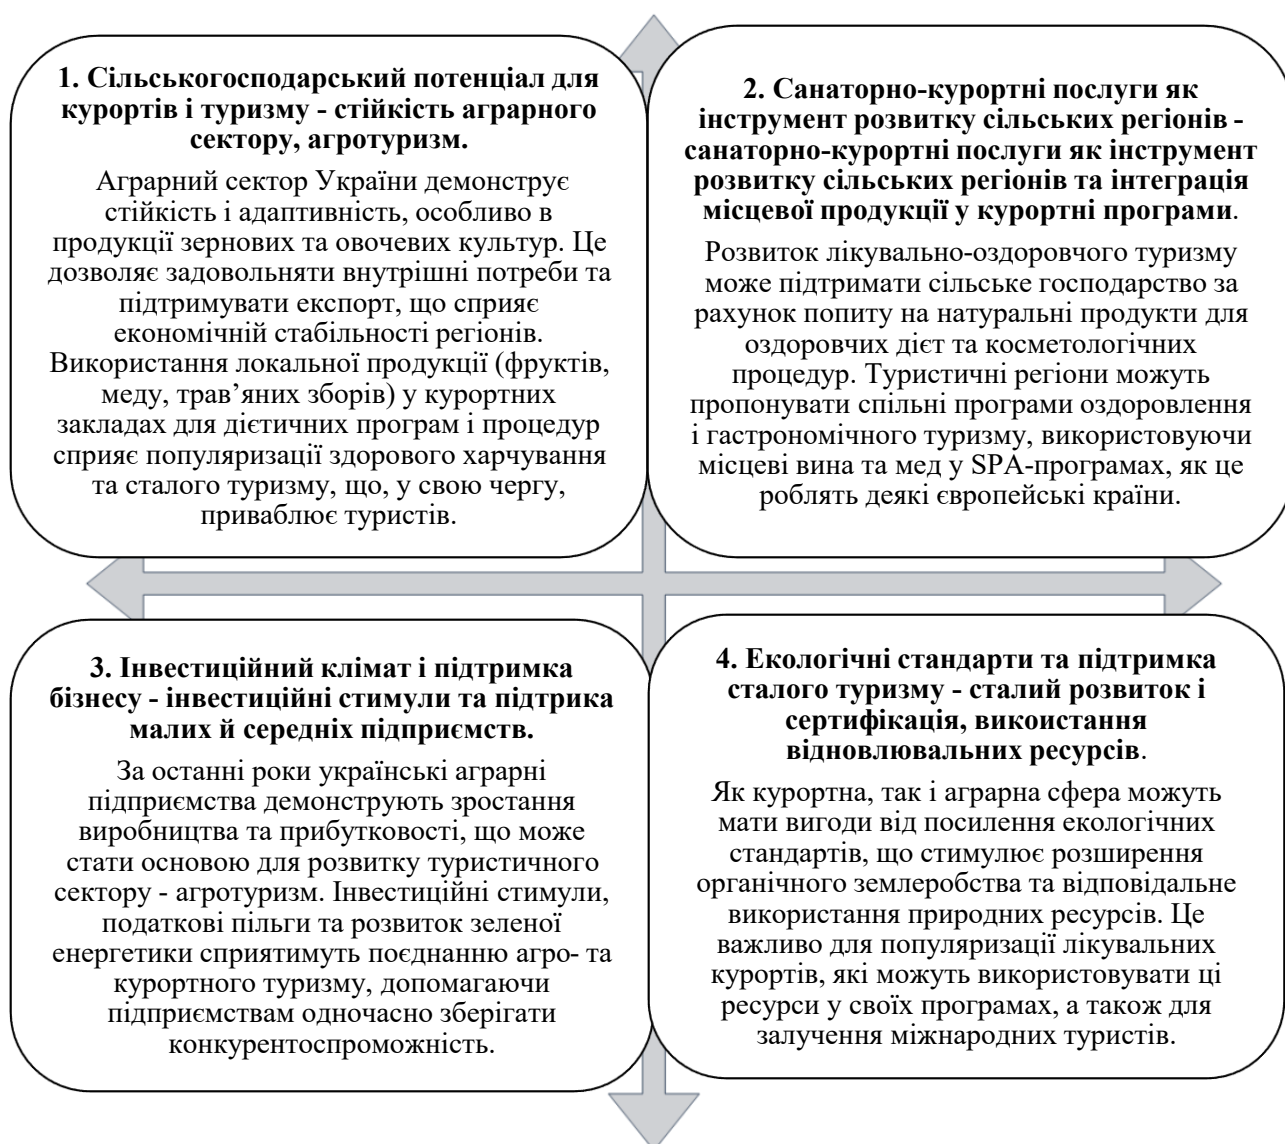 1. Сільськогосподарський потенціал для
курортів і туризму - стійкість аграрного
сектору, агротуризм.
Аграрний сектор України демонструє
стійкість і адаптивність, особливо в
продукції зернових та овочевих культур. Це
дозволяє задовольняти внутрішні потреби та
підтримувати експорт, що сприяє
економічній стабільності регіонів.
Використання локальної продукції (фруктів,
меду, трав’яних зборів) у курортних
закладах для дієтичних програм і процедур
сприяє популяризації здорового харчування
та сталого туризму, що, у свою чергу,
приваблює туристів.
2. Санаторно-курортні послуги як
інструмент розвитку сільських регіонів -
санаторно-курортні послуги як інструмент
розвитку сільських регіонів та інтеграція
місцевої продукції у курортні програми.
Розвиток лікувально-оздоровчого туризму
може підтримати сільське господарство за
рахунок попиту на натуральні продукти для
оздоровчих дієт та косметологічних
процедур. Туристичні регіони можуть
пропонувати спільні програми оздоровлення
і гастрономічного туризму, використовуючи
місцеві вина та мед у SPA-програмах, як це
роблять деякі європейські країни.
3. Інвестиційний клімат і підтримка
бізнесу - інвестиційні стимули та підтрика
малих й середніх підприємств.
За останні роки українські аграрні
підприємства демонструють зростання
виробництва та прибутковості, що може
стати основою для розвитку туристичного
сектору - агротуризм. Інвестиційні стимули,
податкові пільги та розвиток зеленої
енергетики сприятимуть поєднанню агро- та
курортного туризму, допомагаючи
підприємствам одночасно зберігати
конкурентоспроможність.
4. Екологічні стандарти та підтримка
сталого туризму - сталий розвиток і
сертифікація, викоистання
відновлювальних ресурсів.
Як курортна, так і аграрна сфера можуть
мати вигоди від посилення екологічних
стандартів, що стимулює розширення
органічного землеробства та відповідальне
використання природних ресурсів. Це
важливо для популяризації лікувальних
курортів, які можуть використовувати ці
ресурси у своїх програмах, а також для
залучення міжнародних туристів.